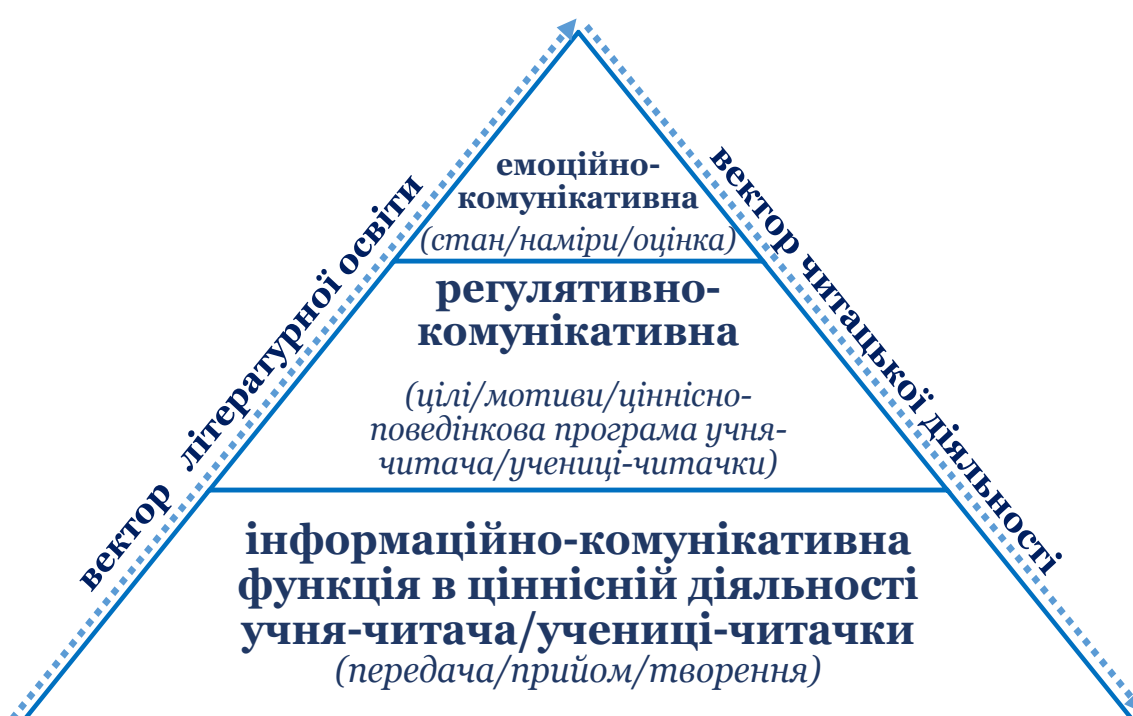 емоційно-
комунікативна
(стан/наміри/оцінка)
регулятивно-
комунікативна
(цілі/мотиви/ціннісно-
поведінкова програма учня-
читача/учениці-читачки)
інформаційно-комунікативна
функція в ціннісній діяльності
учня-читача/учениці-читачки
(передача/прийом/творення)
вектор літературної освіти
вектор читацької діяльності